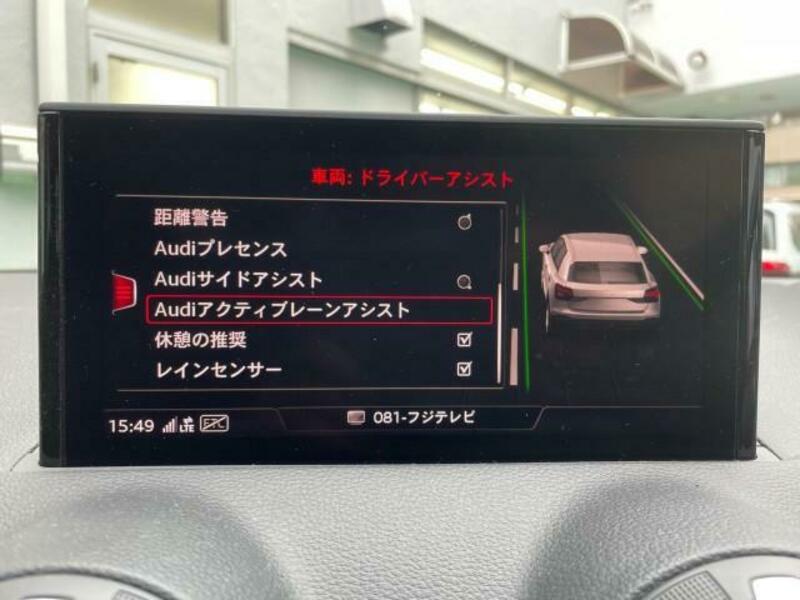 車両: ドライバーアシスト
距離警告
Audiプレセンス
Audiサイドアシスト
Audiアクティブレーンアシスト
休憩の推奨
レインセンサー
15:49 LTE ETC 081-フジテレビ